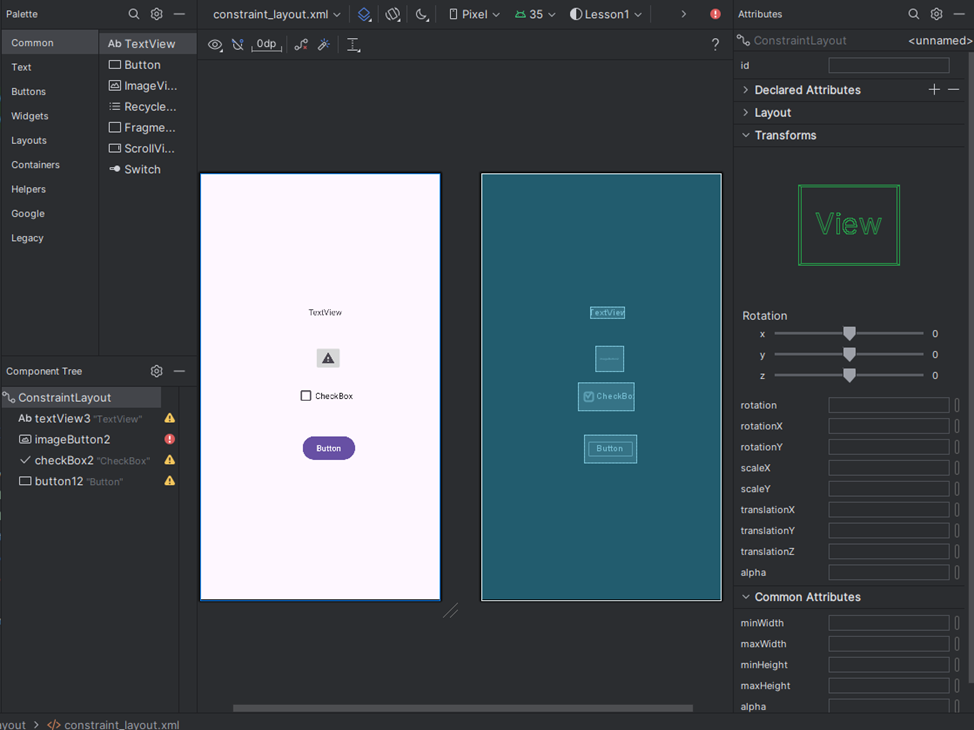 Palette
constraint_layout.xml
Pixel
35
Lesson1
Attributes
Common
Text
Buttons
Widgets
Layouts
Containers
Helpers
Google
Legacy
Ab TextView
Button
ImageVi...
Recycle...
Fragme...
ScrollVi...
Switch
0dp
?
Component Tree
ConstraintLayout
Ab textView3 "TextView"
imageButton2
checkBox2 "CheckBox"
button12 "Button"
TextView
CheckBox
Button
TextView
CheckBo
Button
ConstraintLayout <unnamed>
id
Declared Attributes
Layout
Transforms
View
Rotation
x 0
y 0
z 0
rotation
rotationX
rotationY
scaleX
scaleY
translationX
translationY
translationZ
alpha
Common Attributes
minWidth
maxWidth
minHeight
maxHeight
alpha
ayout > </> constraint_layout.xml